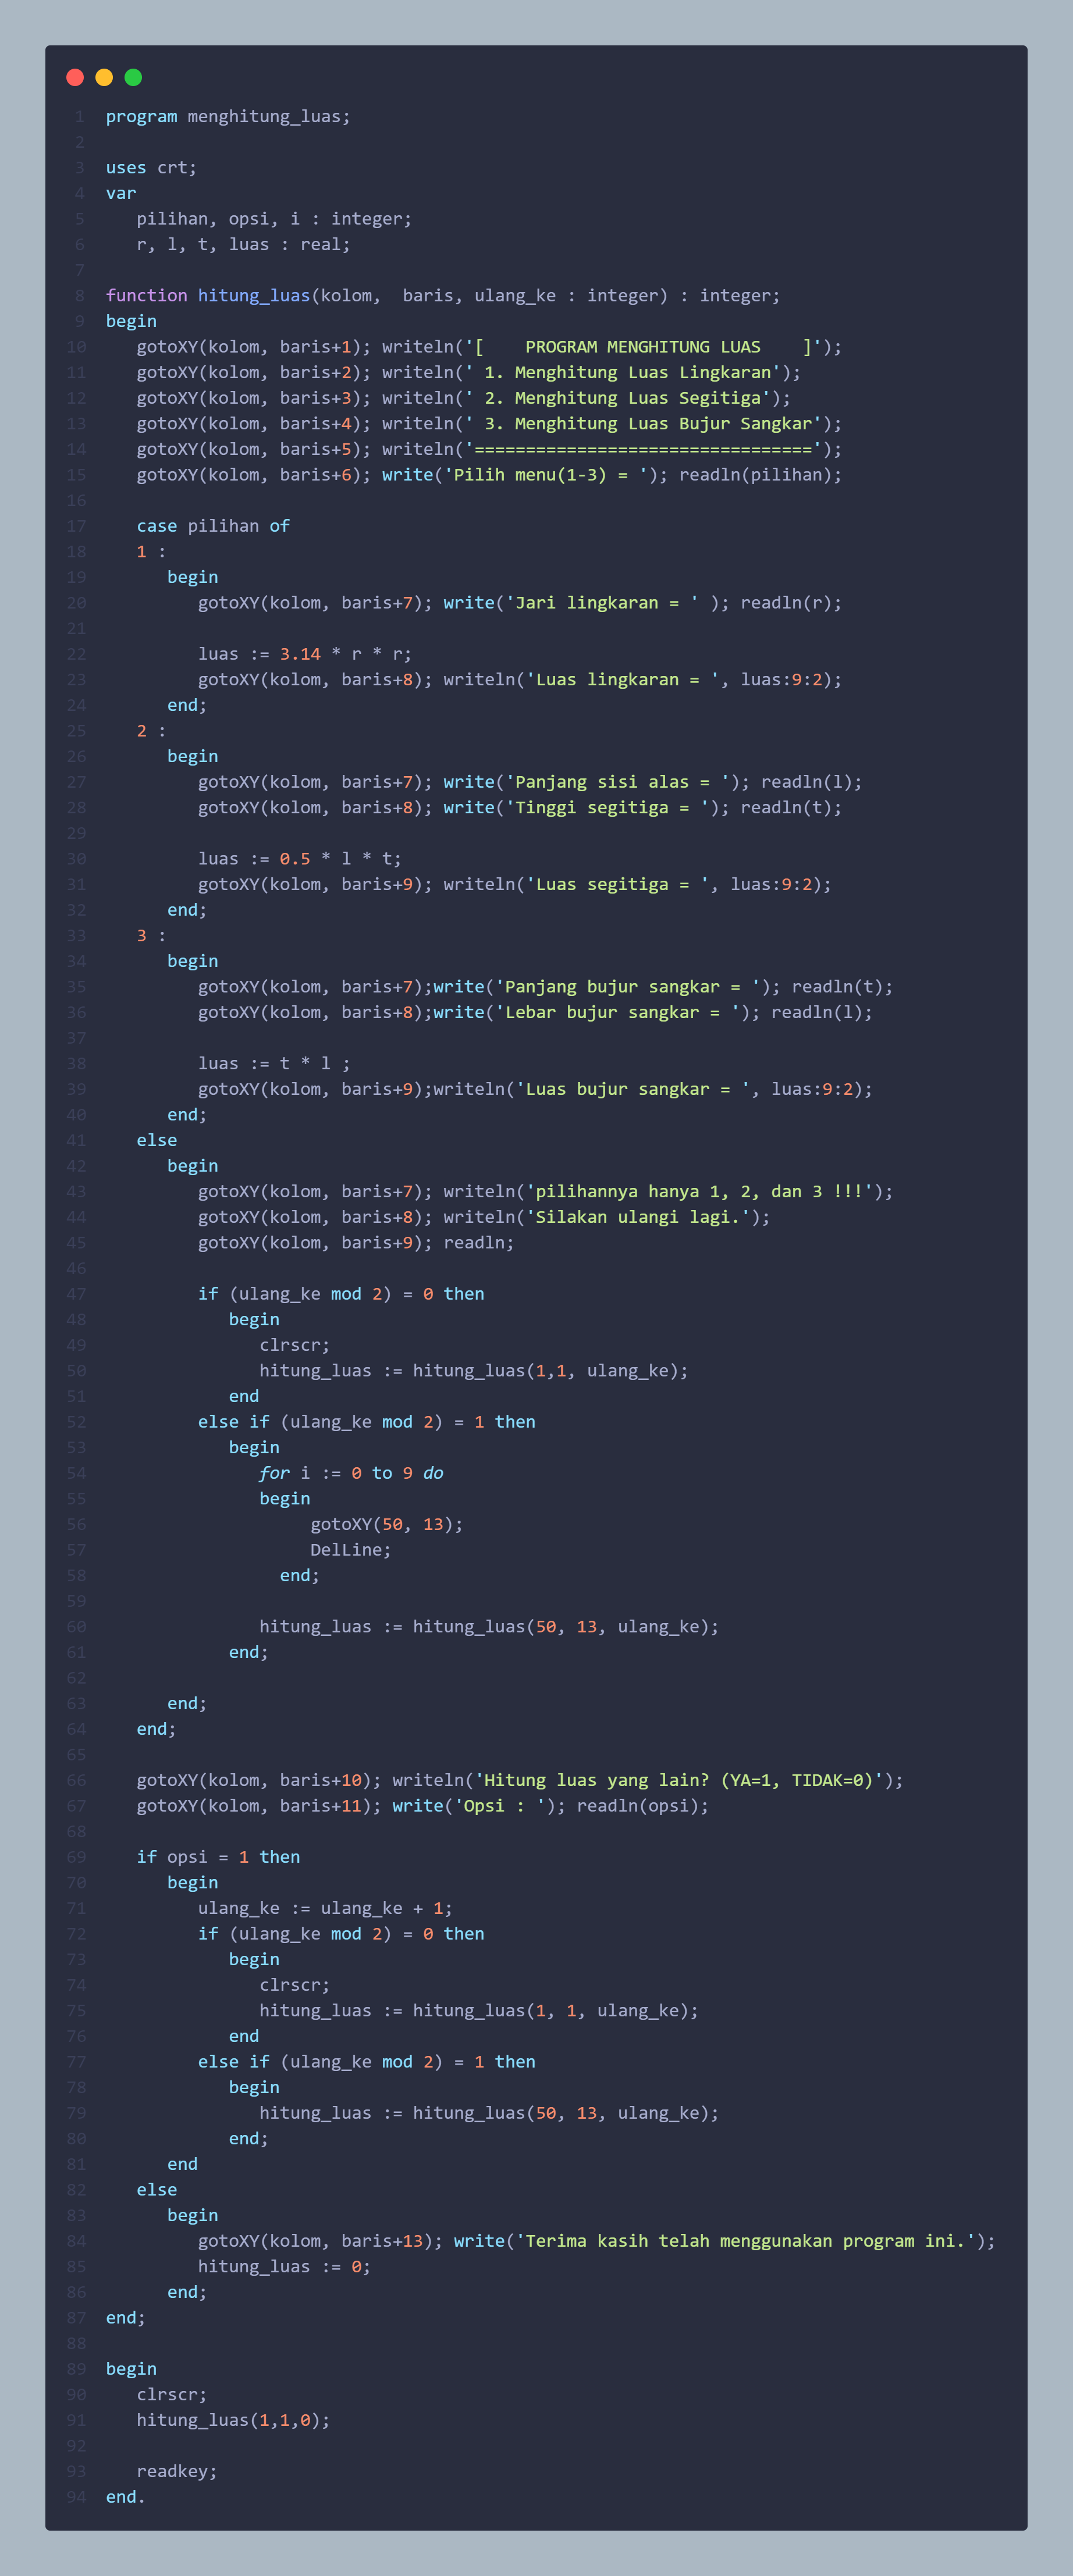 1 program menghitung_luas;
2
3 uses crt;
4 var
5    pilihan, opsi, i : integer;
6    r, l, t, luas : real;
7
8 function hitung_luas(kolom,  baris, ulang_ke : integer) : integer;
9 begin
10    gotoXY(kolom, baris+1); writeln('[    PROGRAM MENGHITUNG LUAS    ]');
11    gotoXY(kolom, baris+2); writeln(' 1. Menghitung Luas Lingkaran');
12    gotoXY(kolom, baris+3); writeln(' 2. Menghitung Luas Segitiga');
13    gotoXY(kolom, baris+4); writeln(' 3. Menghitung Luas Bujur Sangkar');
14    gotoXY(kolom, baris+5); writeln('=================================');
15    gotoXY(kolom, baris+6); write('Pilih menu(1-3) = '); readln(pilihan);
16
17    case pilihan of
18    1 :
19       begin
20          gotoXY(kolom, baris+7); write('Jari lingkaran = ' ); readln(r);
21
22          luas := 3.14 * r * r;
23          gotoXY(kolom, baris+8); writeln('Luas lingkaran = ', luas:9:2);
24       end;
25    2 :
26       begin
27          gotoXY(kolom, baris+7); write('Panjang sisi alas = '); readln(l);
28          gotoXY(kolom, baris+8); write('Tinggi segitiga = '); readln(t);
29
30          luas := 0.5 * l * t;
31          gotoXY(kolom, baris+9); writeln('Luas segitiga = ', luas:9:2);
32       end;
33    3 :
34       begin
35          gotoXY(kolom, baris+7);write('Panjang bujur sangkar = '); readln(t);
36          gotoXY(kolom, baris+8);write('Lebar bujur sangkar = '); readln(l);
37
38          luas := t * l ;
39          gotoXY(kolom, baris+9);writeln('Luas bujur sangkar = ', luas:9:2);
40       end;
41    else
42       begin
43          gotoXY(kolom, baris+7); writeln('pilihannya hanya 1, 2, dan 3 !!!');
44          gotoXY(kolom, baris+8); writeln('Silakan ulangi lagi.');
45          gotoXY(kolom, baris+9); readln;
46
47          if (ulang_ke mod 2) = 0 then
48             begin
49                clrscr;
50                hitung_luas := hitung_luas(1,1, ulang_ke);
51             end
52          else if (ulang_ke mod 2) = 1 then
53             begin
54                for i := 0 to 9 do
55                begin
56                     gotoXY(50, 13);
57                     DelLine;
58                  end;
59
60                hitung_luas := hitung_luas(50, 13, ulang_ke);
61             end;
62
63       end;
64    end;
65
66    gotoXY(kolom, baris+10); writeln('Hitung luas yang lain? (YA=1, TIDAK=0)');
67    gotoXY(kolom, baris+11); write('Opsi : '); readln(opsi);
68
69    if opsi = 1 then
70       begin
71          ulang_ke := ulang_ke + 1;
72          if (ulang_ke mod 2) = 0 then
73             begin
74                clrscr;
75                hitung_luas := hitung_luas(1, 1, ulang_ke);
76             end
77          else if (ulang_ke mod 2) = 1 then
78             begin
79                hitung_luas := hitung_luas(50, 13, ulang_ke);
80             end;
81       end
82    else
83       begin
84          gotoXY(kolom, baris+13); write('Terima kasih telah menggunakan program ini.');
85          hitung_luas := 0;
86       end;
87 end;
88
89 begin
90    clrscr;
91    hitung_luas(1,1,0);
92
93    readkey;
94 end.